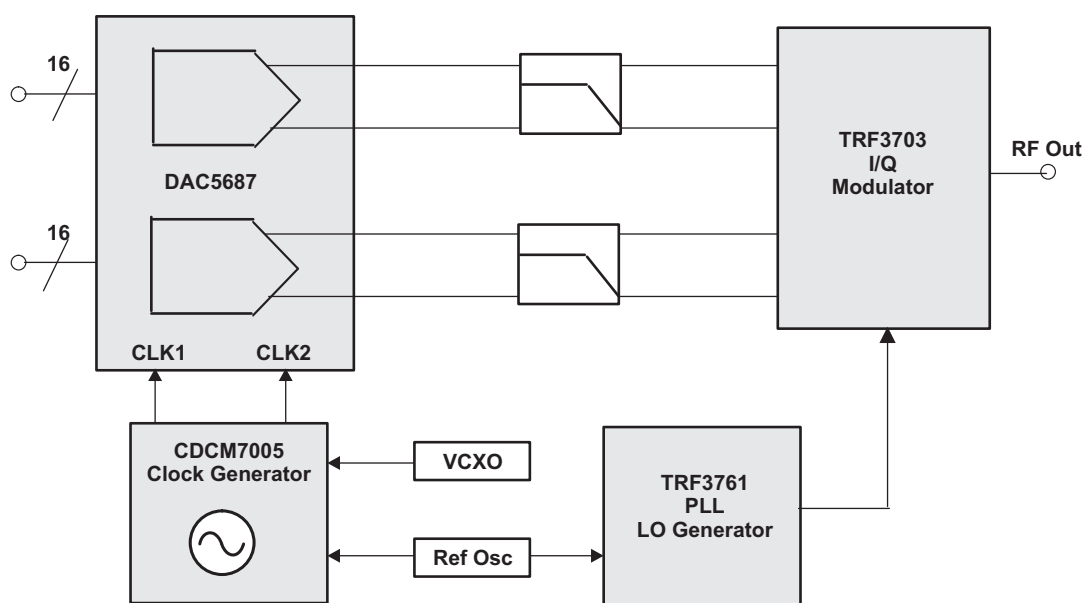 16
DAC5687
16
CLK1 CLK2
TRF3703
I/Q
Modulator
RF Out
CDCM7005
Clock Generator
VCXO
Ref Osc
TRF3761
PLL
LO Generator